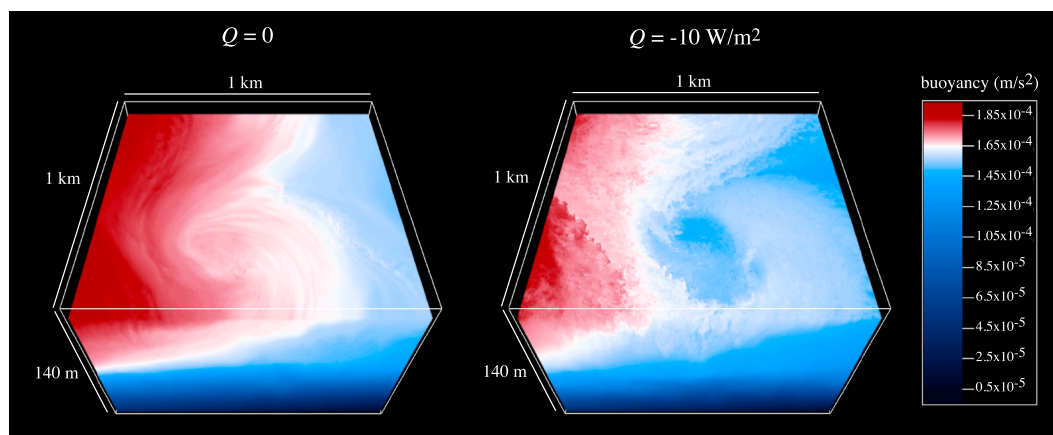 Q = 0
Q = -10 W/m2
1 km
1 km
140 m
1 km
1 km
140 m
buoyancy (m/s2)
1.85x10-4
1.65x10-4
1.45x10-4
1.25x10-4
1.05x10-4
8.5x10-5
6.5x10-5
4.5x10-5
2.5x10-5
0.5x10-5